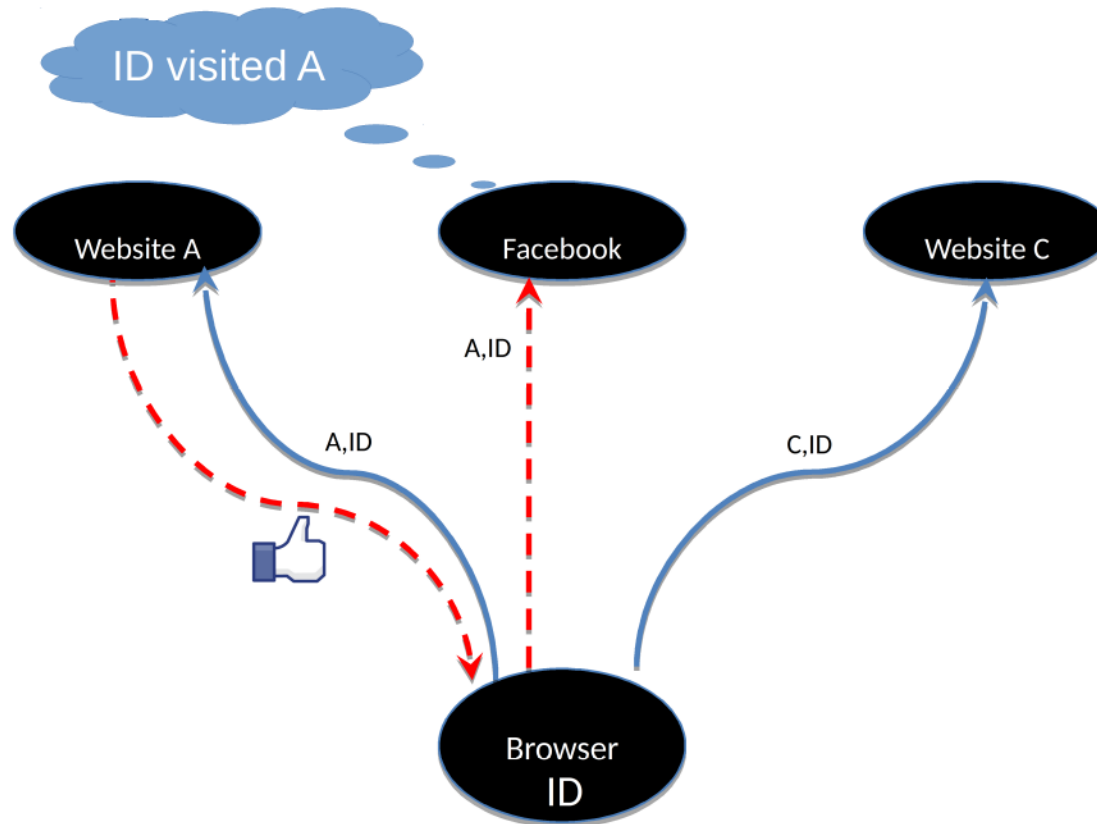 ID visited A
Website A
Facebook
Website C
A,ID
A,ID
C,ID
Browser
ID